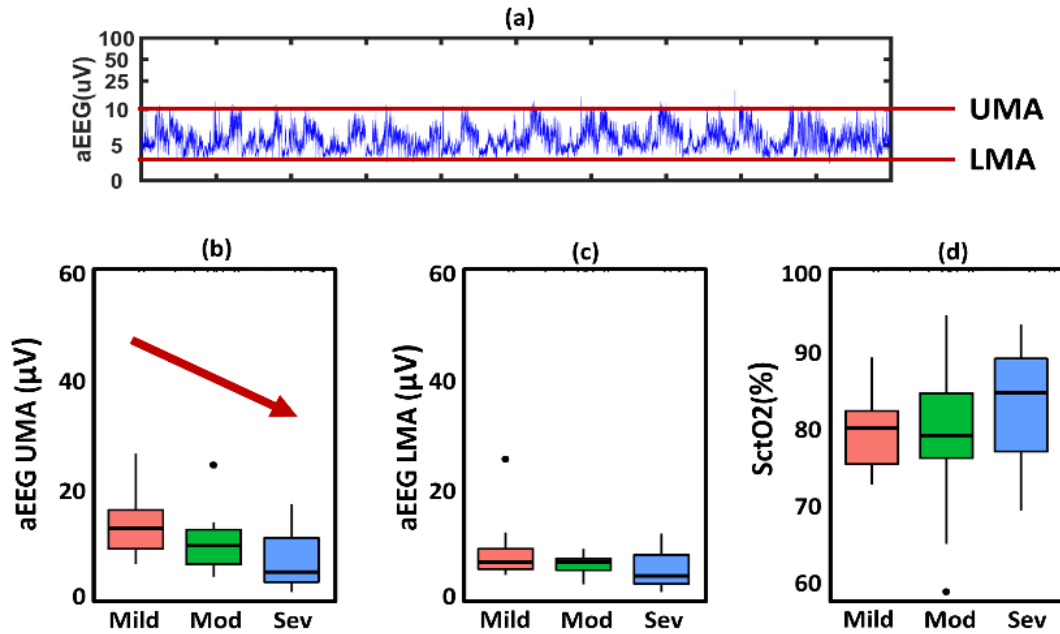 (a)
aEEG(uV)
100
50
25
10
5
0
UMA
LMA
(b)
aEEG UMA (µV)
60
40
20
0
Mild Mod Sev
(c)
aEEG LMA (µV)
60
40
20
0
Mild Mod Sev
(d)
SctO2(%)
100
90
80
70
60
Mild Mod Sev